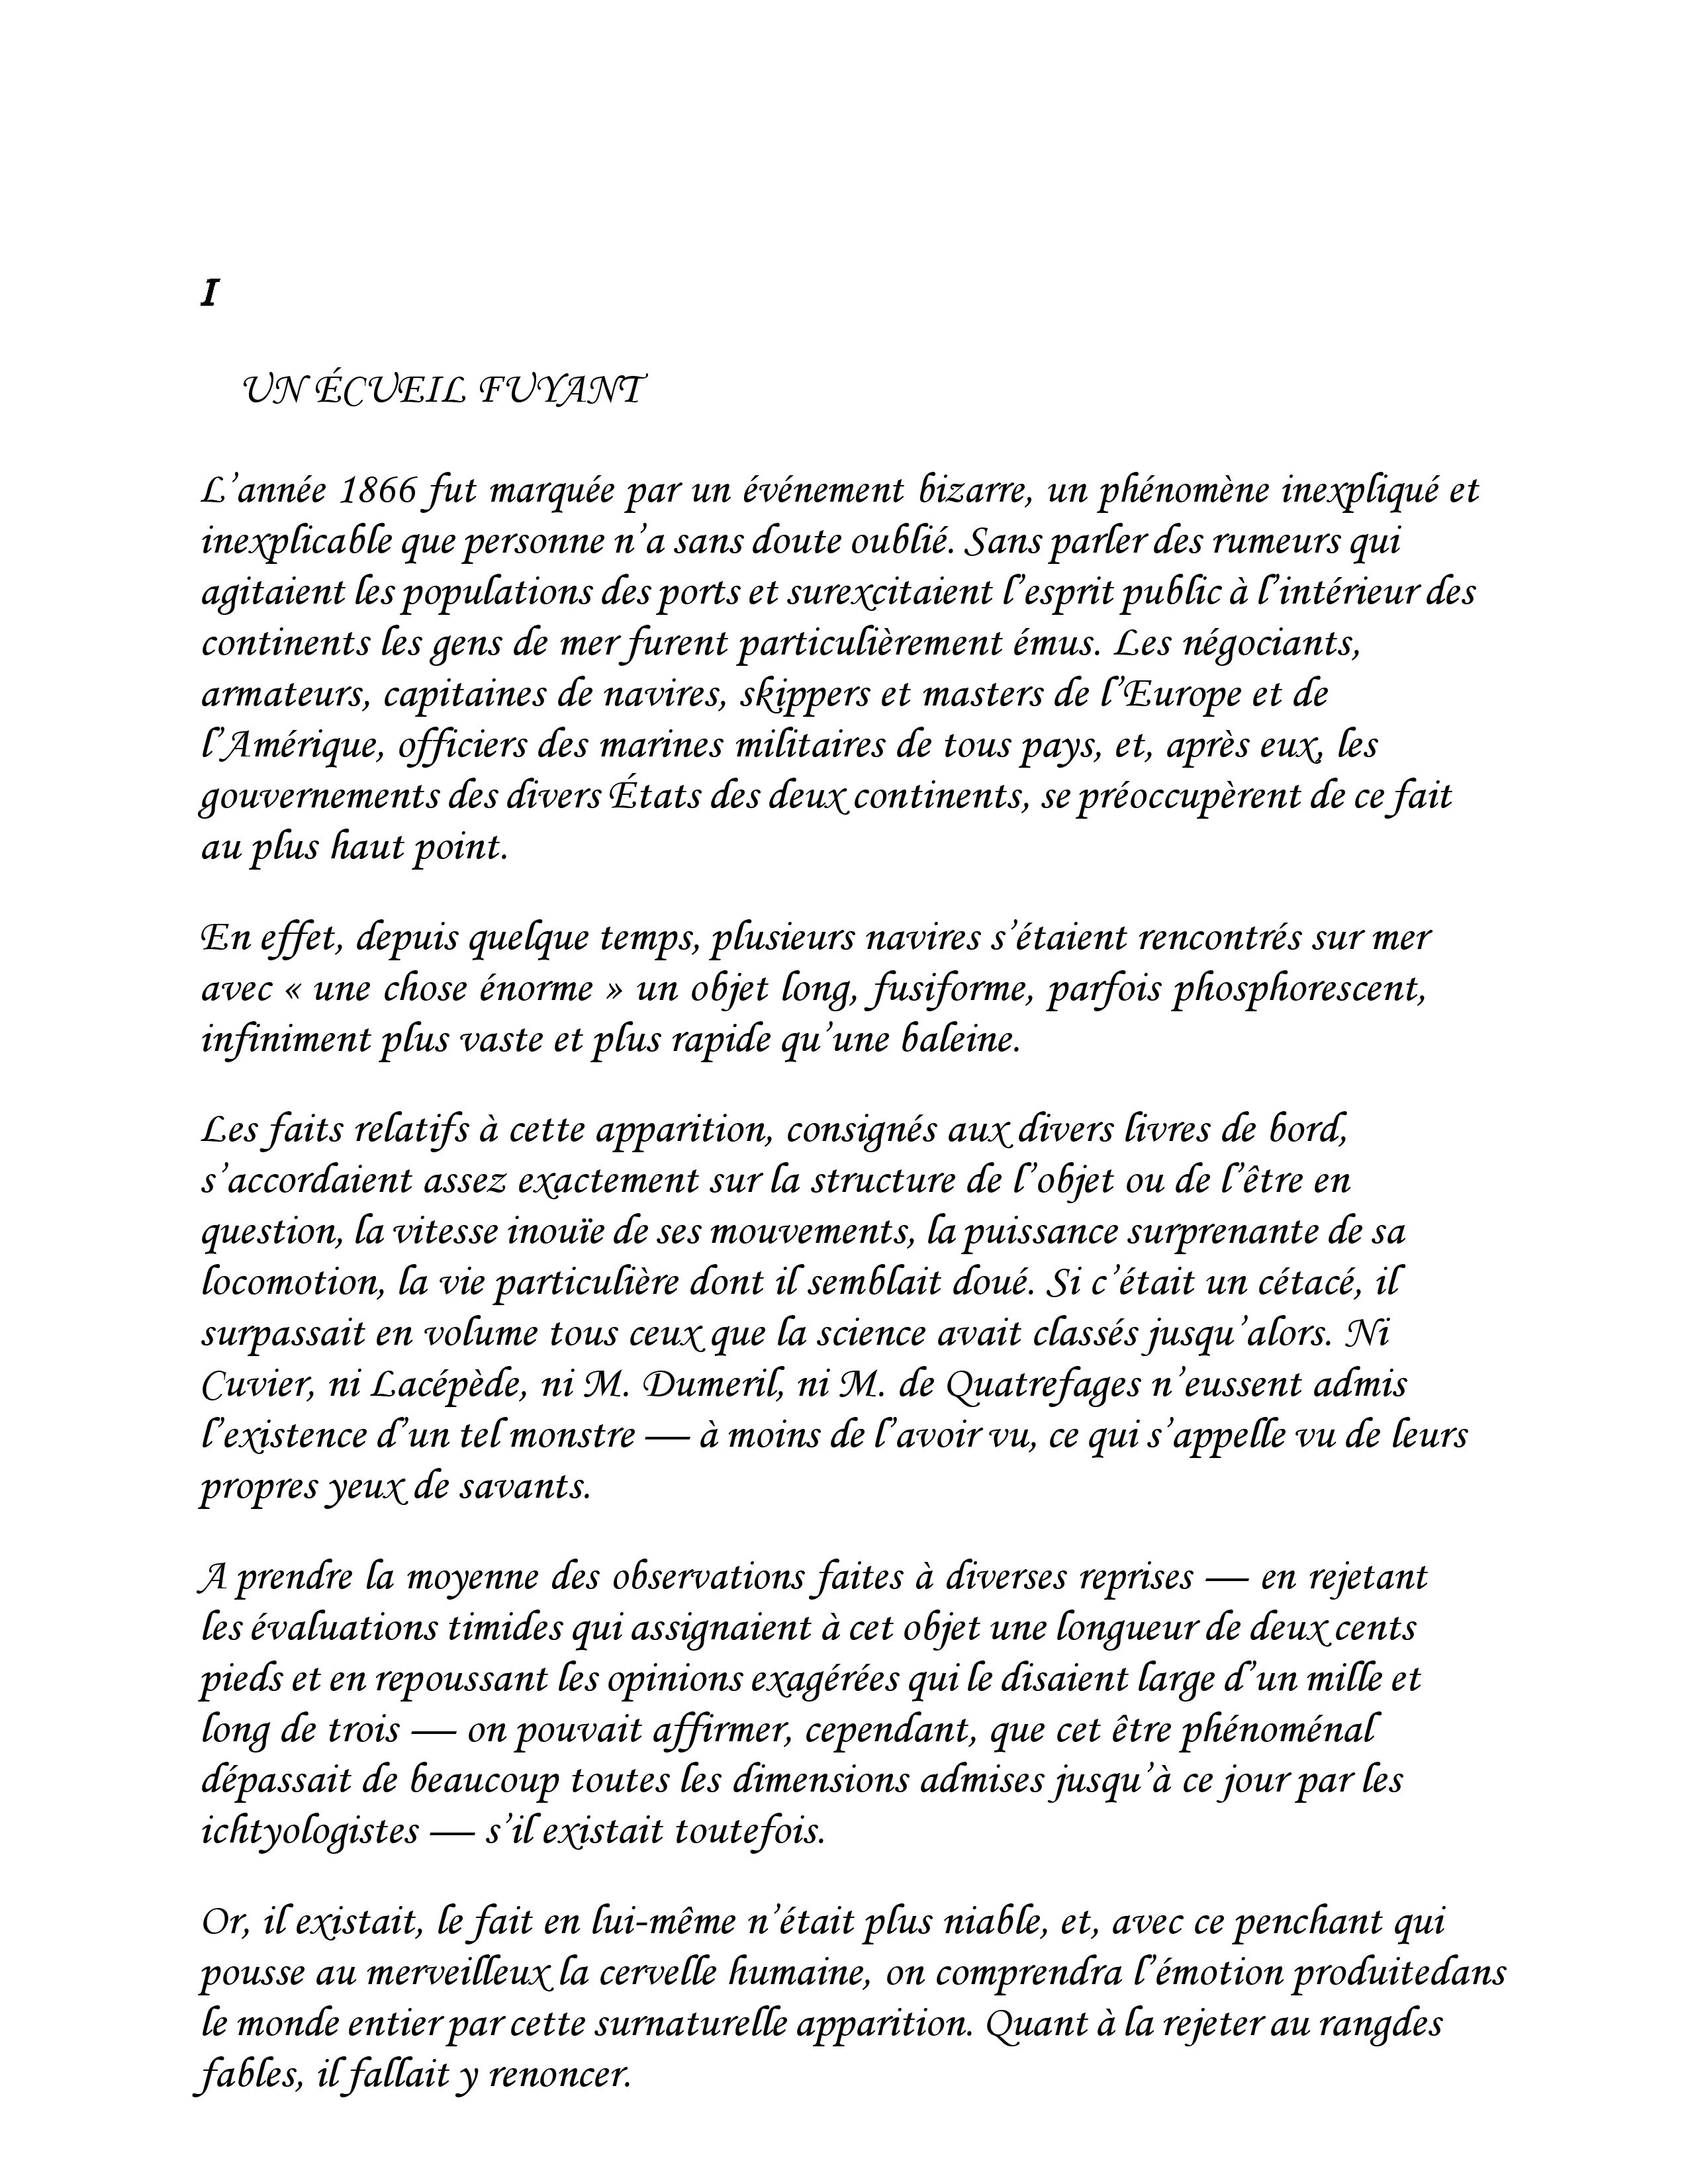 I
UN ÉCUEIL FUYANT
L’année 1866 fut marquée par un événement bizarre, un phénomène inexpliqué et
inexplicable que personne n’a sans doute oublié. Sans parler des rumeurs qui
agitaient les populations des ports et surexcitaient l’esprit public à l’intérieur des
continents les gens de mer furent particulièrement émus. Les négociants,
armateurs, capitaines de navires, skippers et masters de l’Europe et de
l’Amérique, officiers des marines militaires de tous pays, et, après eux, les
gouvernements des divers États des deux continents, se préoccupèrent de ce fait
au plus haut point.
En effet, depuis quelque temps, plusieurs navires s’étaient rencontrés sur mer
avec « une chose énorme » un objet long, fusiforme, parfois phosphorescent,
infiniment plus vaste et plus rapide qu’une baleine.
Les faits relatifs à cette apparition, consignés aux divers livres de bord,
s’accordaient assez exactement sur la structure de l’objet ou de l’être en
question, la vitesse inouïe de ses mouvements, la puissance surprenante de sa
locomotion, la vie particulière dont il semblait doué. Si c’était un cétacé, il
surpassait en volume tous ceux que la science avait classés jusqu’alors. Ni
Cuvier, ni Lacépède, ni M. Dumeril, ni M. de Quatrefages n’eussent admis
l’existence d’un tel monstre — à moins de l’avoir vu, ce qui s’appelle vu de leurs
propres yeux de savants.
A prendre la moyenne des observations faites à diverses reprises — en rejetant
les évaluations timides qui assignaient à cet objet une longueur de deux cents
pieds et en repoussant les opinions exagérées qui le disaient large d’un mille et
long de trois — on pouvait affirmer, cependant, que cet être phénoménal
dépassait de beaucoup toutes les dimensions admises jusqu’à ce jour par les
ichtyologistes — s’il existait toutefois.
Or, il existait, le fait en lui-même n’était plus niable, et, avec ce penchant qui
pousse au merveilleux la cervelle humaine, on comprendra l’émotion produitedans
le monde entier par cette surnaturelle apparition. Quant à la rejeter au rangdes
fables, il fallait y renoncer.